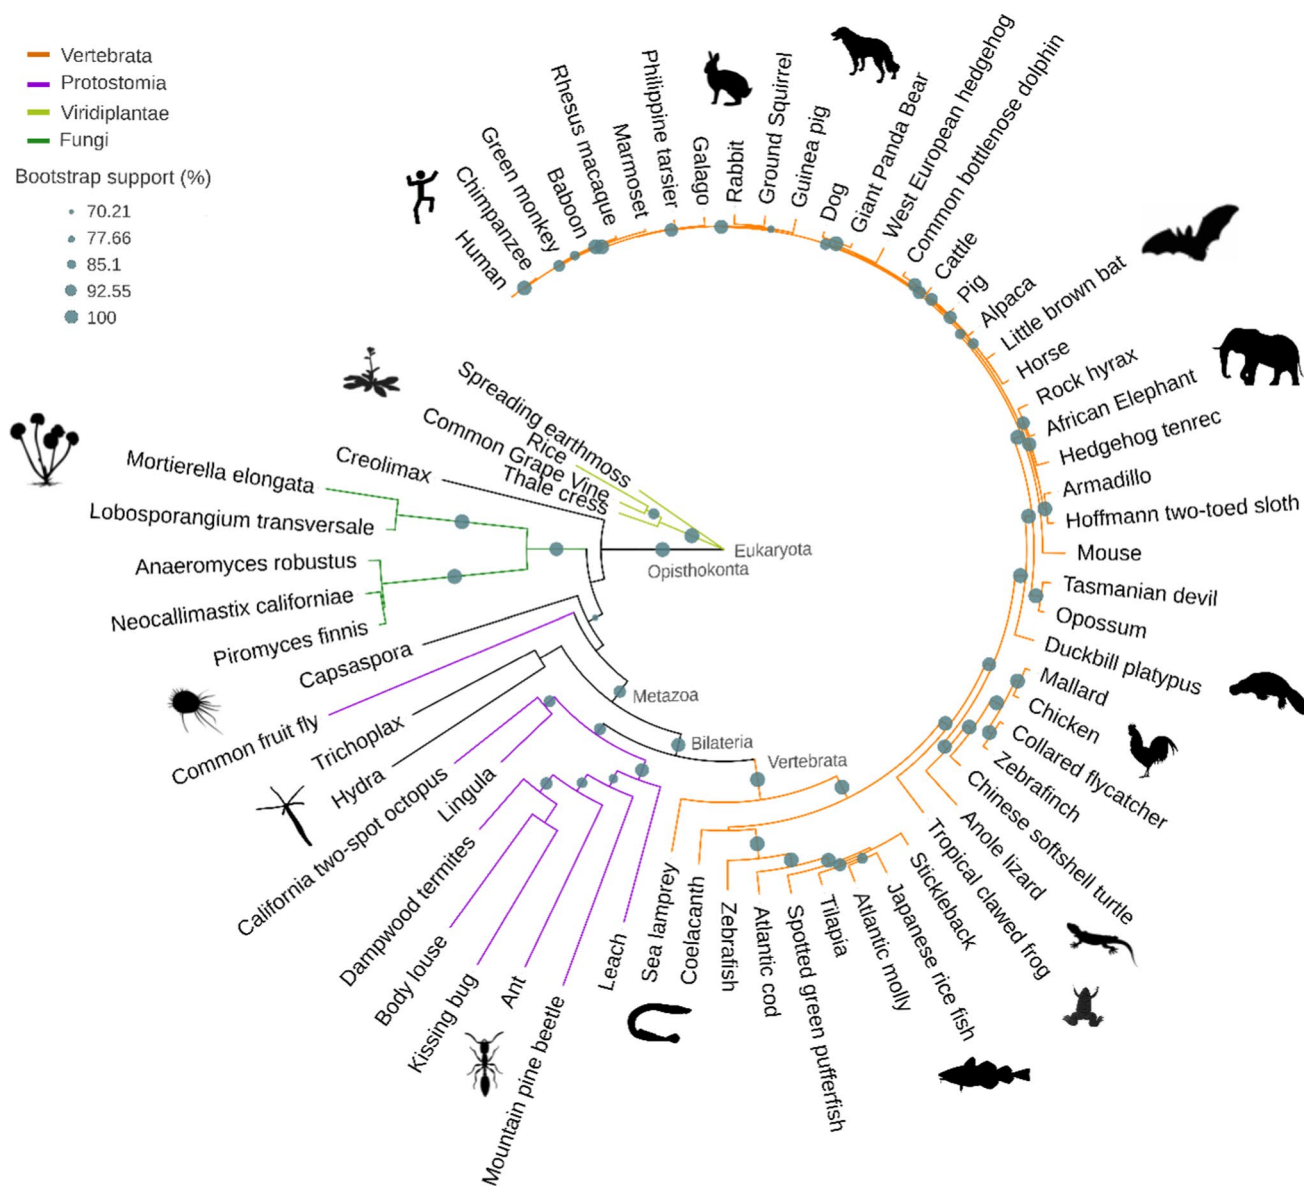 Vertebrata
Protostomia
Viridiplantae
Fungi
Bootstrap support (%)
70.21
77.66
85.1
92.55
100
Human
Chimpanzee
Green monkey
Baboon
Rhesus macaque
Marmoset
Philippine tarsier
Galago
Rabbit
Ground Squirrel
Guinea pig
Dog
Giant Panda Bear
West European hedgehog
Common bottlenose dolphin
Cattle
Pig
Alpaca
Little brown bat
Horse
Rock hyrax
African Elephant
Hedgehog tenrec
Armadillo
Hoffmann two-toed sloth
Mouse
Tasmanian devil
Opossum
Duckbill platypus
Mallard
Chicken
Collared flycatcher
Zebrafinch
Chinese softshell turtle
Anole lizard
Tropical clawed frog
Stickleback
Japanese rice fish
Atlantic molly
Tilapia
Spotted green pufferfish
Atlantic cod
Zebrafish
Coelacanth
Sea lamprey
Leach
Mountain pine beetle
Ant
Kissing bug
Body louse
Dampwood termites
Lingula
California two-spot octopus
Hydra
Trichoplax
Common fruit fly
Capsaspora
Piromyces finnis
Neocallimastix californiae
Anaeromyces robustus
Lobosporangium transversale
Mortierella elongata
Creolimax
Thale cress
Common Grape Vine
Rice
Spreading earthmoss
Eukaryota
Opisthokonta
Metazoa
Bilateria
Vertebrata